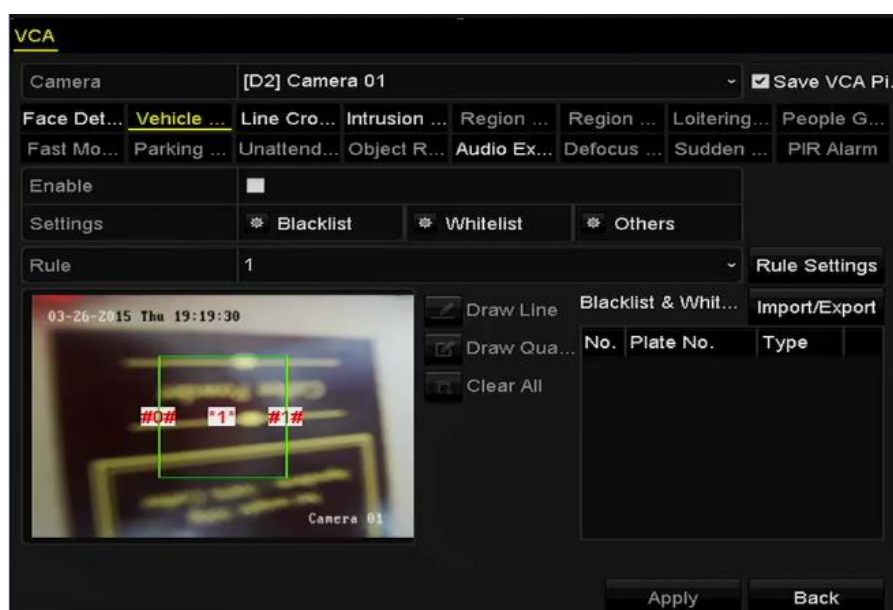 VCA
Camera [D2] Camera 01 Save VCA Pi.
Face Det... Vehicle ... Line Cro... Intrusion ... Region ... Region ... Loitering... People G...
Fast Mo... Parking ... Unattend... Object R... Audio Ex... Defocus ... Sudden ... PIR Alarm
Enable
Settings Blacklist Whitelist Others
Rule 1 Rule Settings
03-26-2015 Thu 19:19:30
#0# *1* #1#
Camera 01
Draw Line
Draw Qua...
Clear All
Blacklist & Whit... Import/Export
No. Plate No. Type
Apply Back